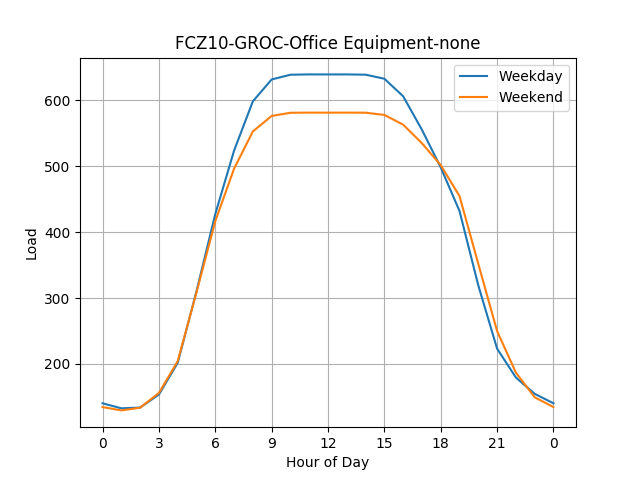 FCZ10-GROC-Office Equipment-none
Weekday
Weekend
600
500
400
300
200
Load
0 3 6 9 12 15 18 21 0
Hour of Day